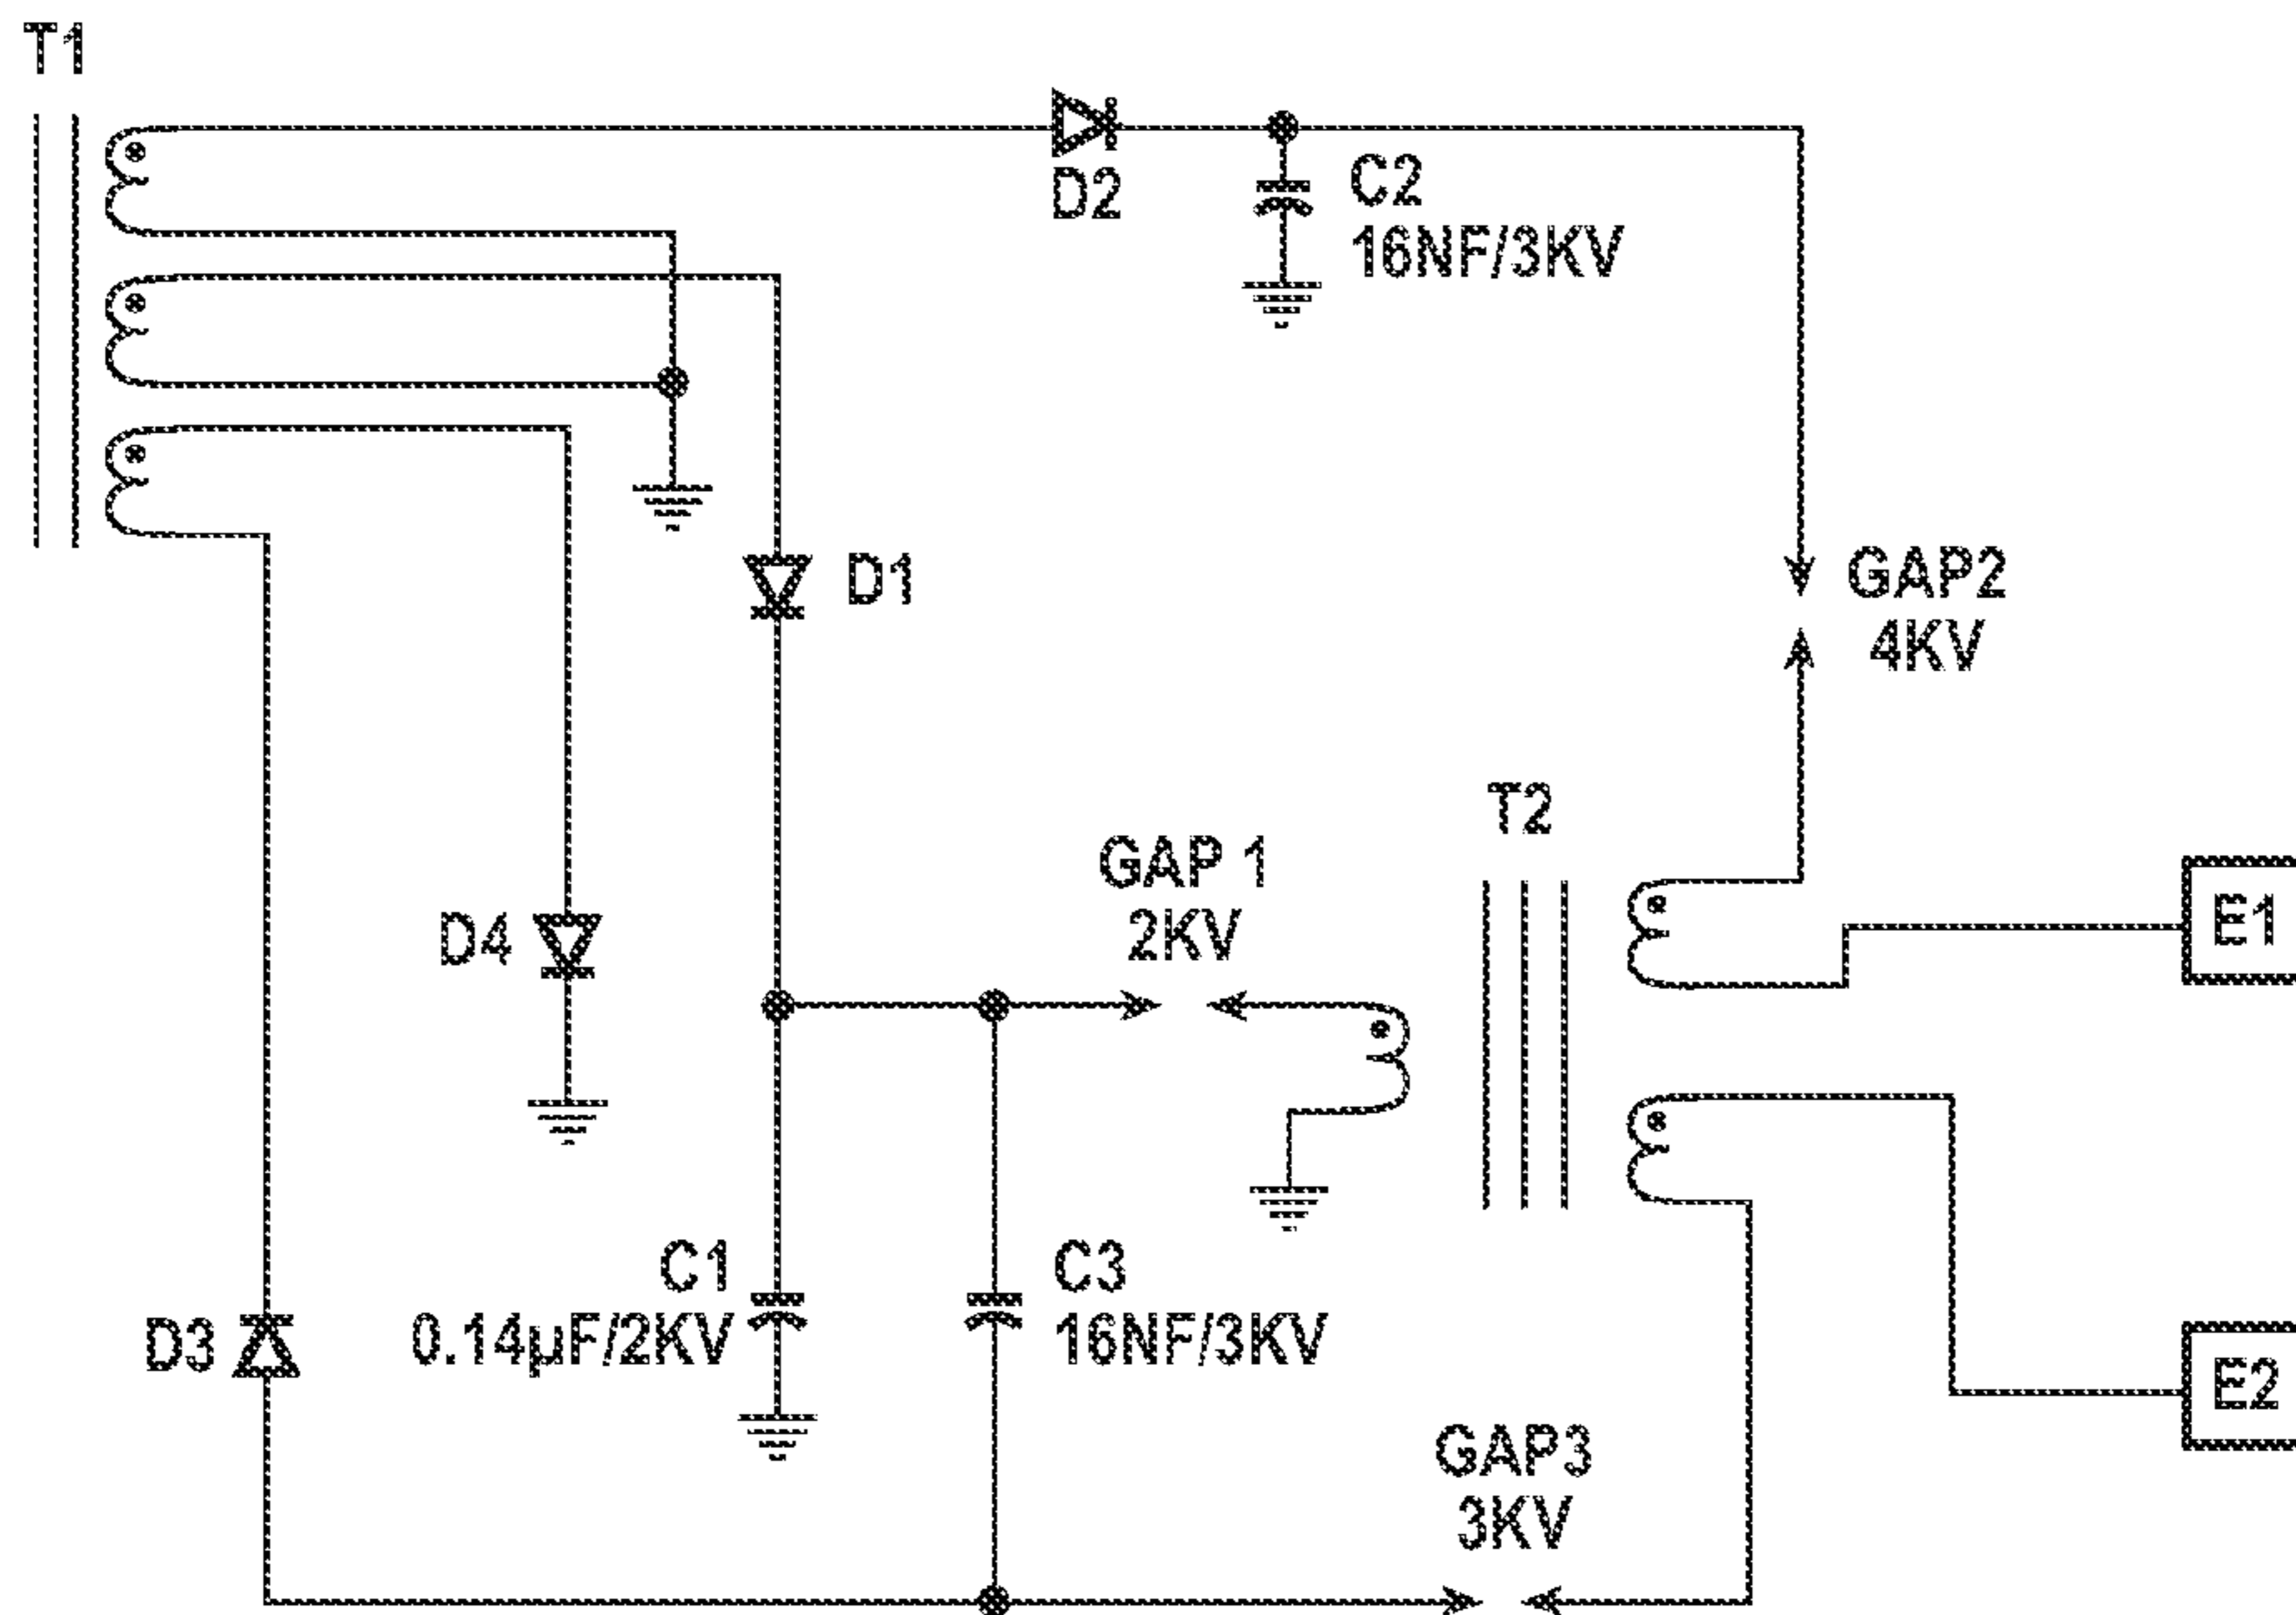 T1
D2
C2
16NF/3KV
D1
GAP2
4KV
T2
GAP 1
2KV
D4
E1
C1
0.14µF/2KV
C3
16NF/3KV
D3
E2
GAP3
3KV